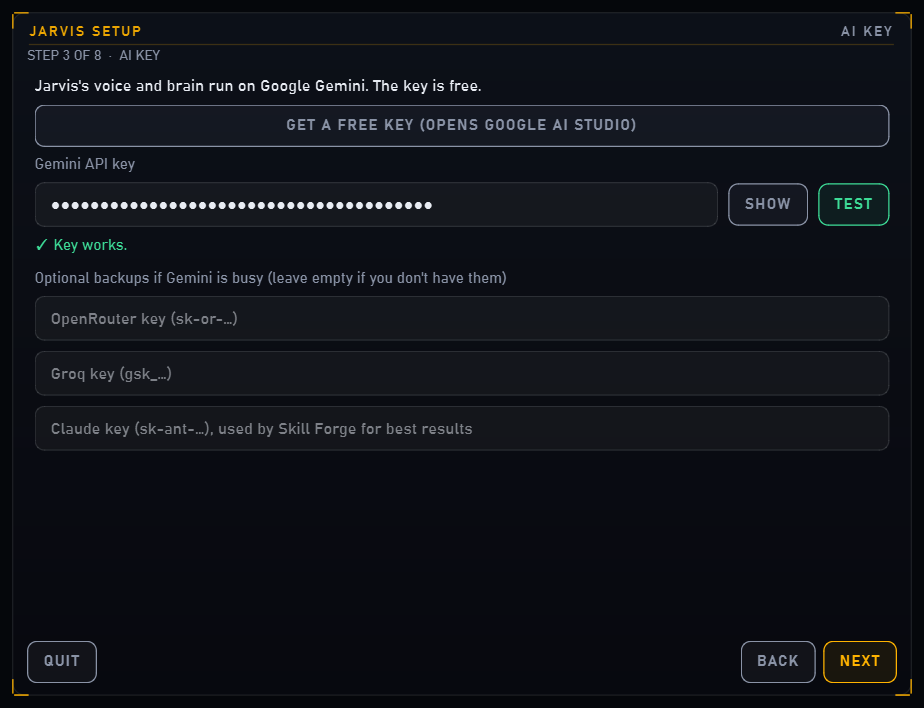 JARVIS SETUP
AI KEY
STEP 3 OF 8 · AI KEY
Jarvis's voice and brain run on Google Gemini. The key is free.
GET A FREE KEY (OPENS GOOGLE AI STUDIO)
Gemini API key
●●●●●●●●●●●●●●●●●●●●●●●●●●●●●●●●●●●●●●●
SHOW
TEST
✓ Key works.
Optional backups if Gemini is busy (leave empty if you don't have them)
OpenRouter key (sk-or-…)
Groq key (gsk_…)
Claude key (sk-ant-…), used by Skill Forge for best results
QUIT
BACK
NEXT